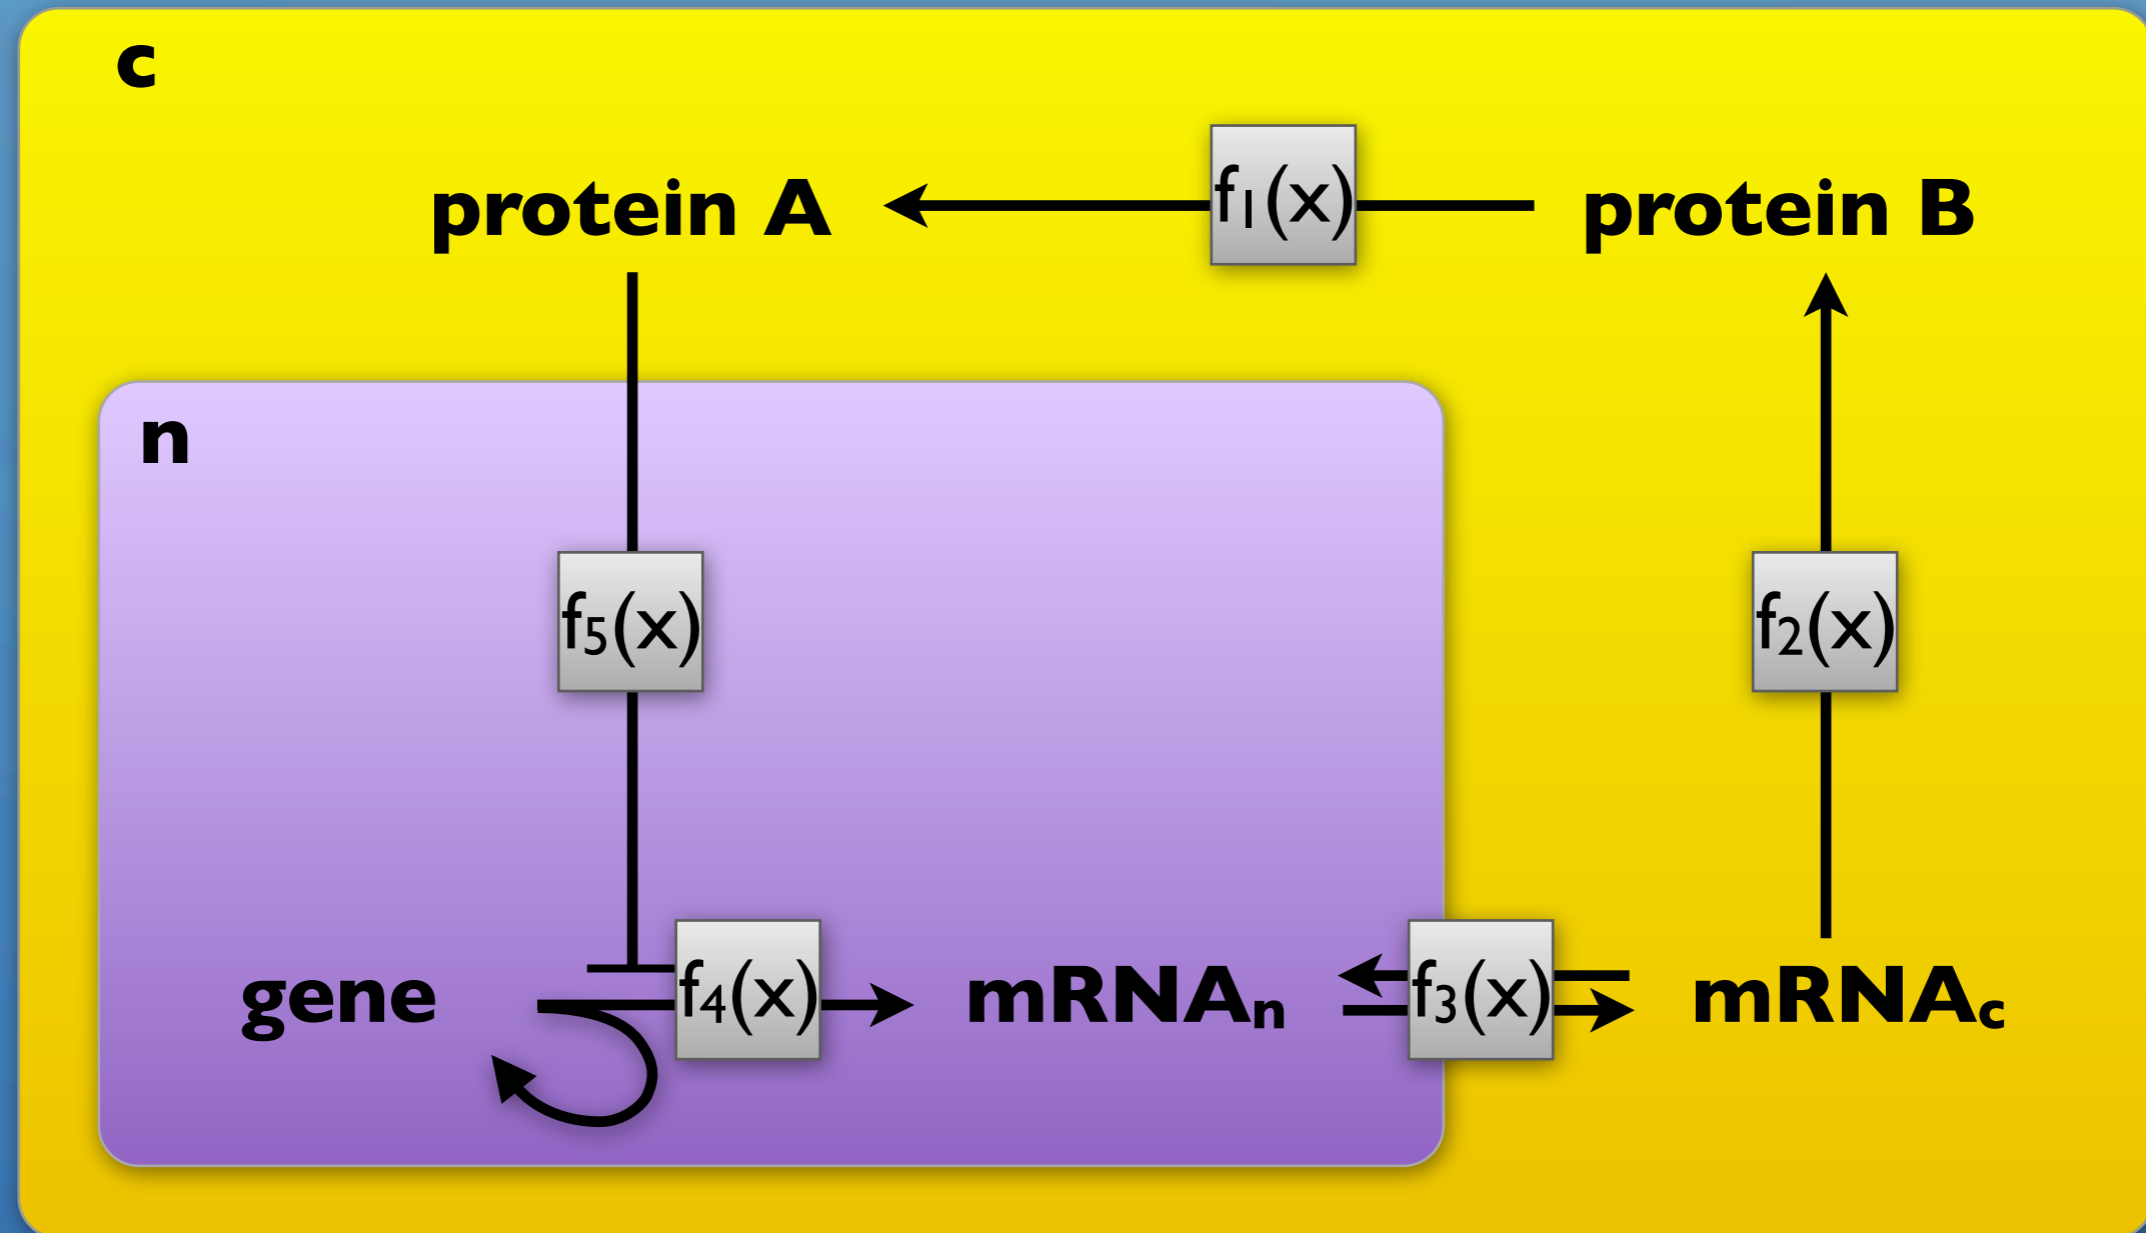 c
protein A
f1(x)
protein B
n
f5(x)
f2(x)
gene
f4(x)
mRNAn
f3(x)
mRNAc